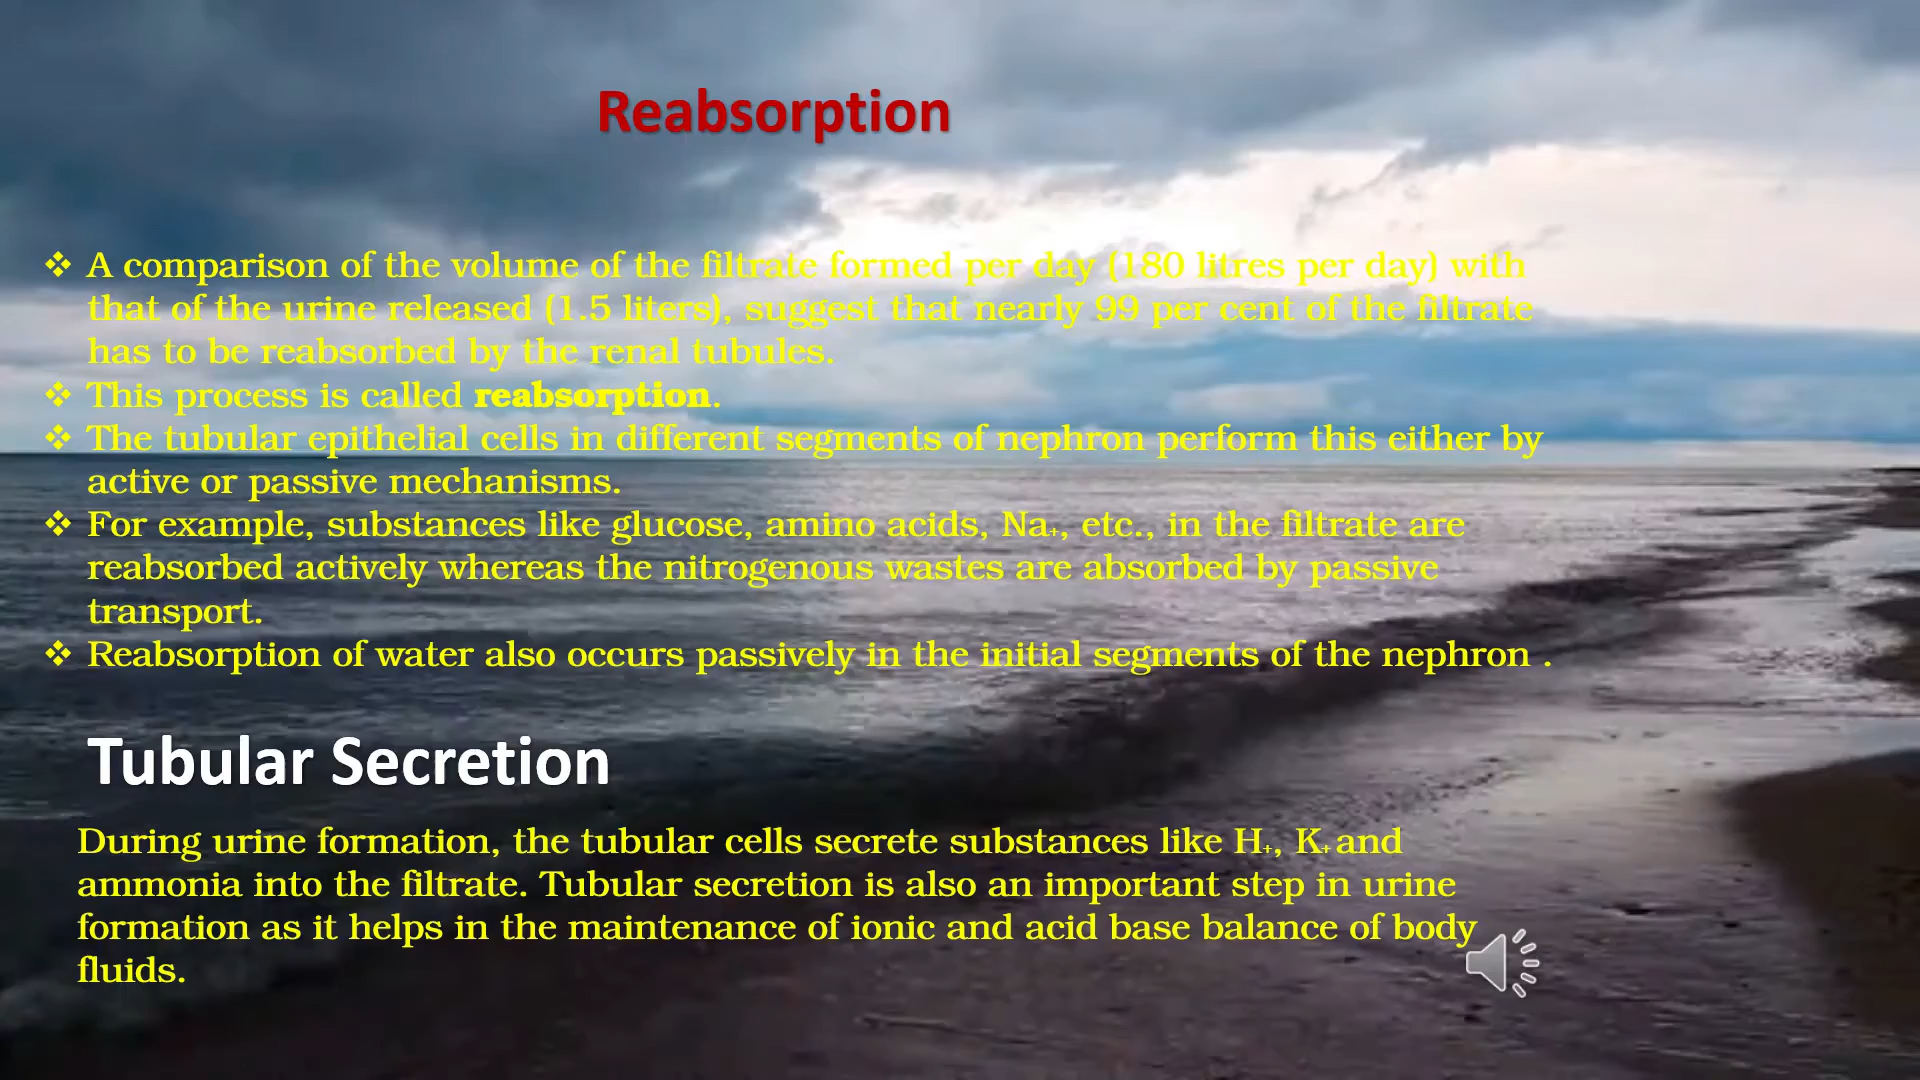 Reabsorption
❖ A comparison of the volume of the filtrate formed per day (180 litres per day) with
that of the urine released (1.5 liters), suggest that nearly 99 per cent of the filtrate
has to be reabsorbed by the renal tubules.
❖ This process is called reabsorption.
❖ The tubular epithelial cells in different segments of nephron perform this either by
active or passive mechanisms.
❖ For example, substances like glucose, amino acids, Na+, etc., in the filtrate are
reabsorbed actively whereas the nitrogenous wastes are absorbed by passive
transport.
❖ Reabsorption of water also occurs passively in the initial segments of the nephron .
Tubular Secretion
During urine formation, the tubular cells secrete substances like H+, K+ and
ammonia into the filtrate. Tubular secretion is also an important step in urine
formation as it helps in the maintenance of ionic and acid base balance of body
fluids.